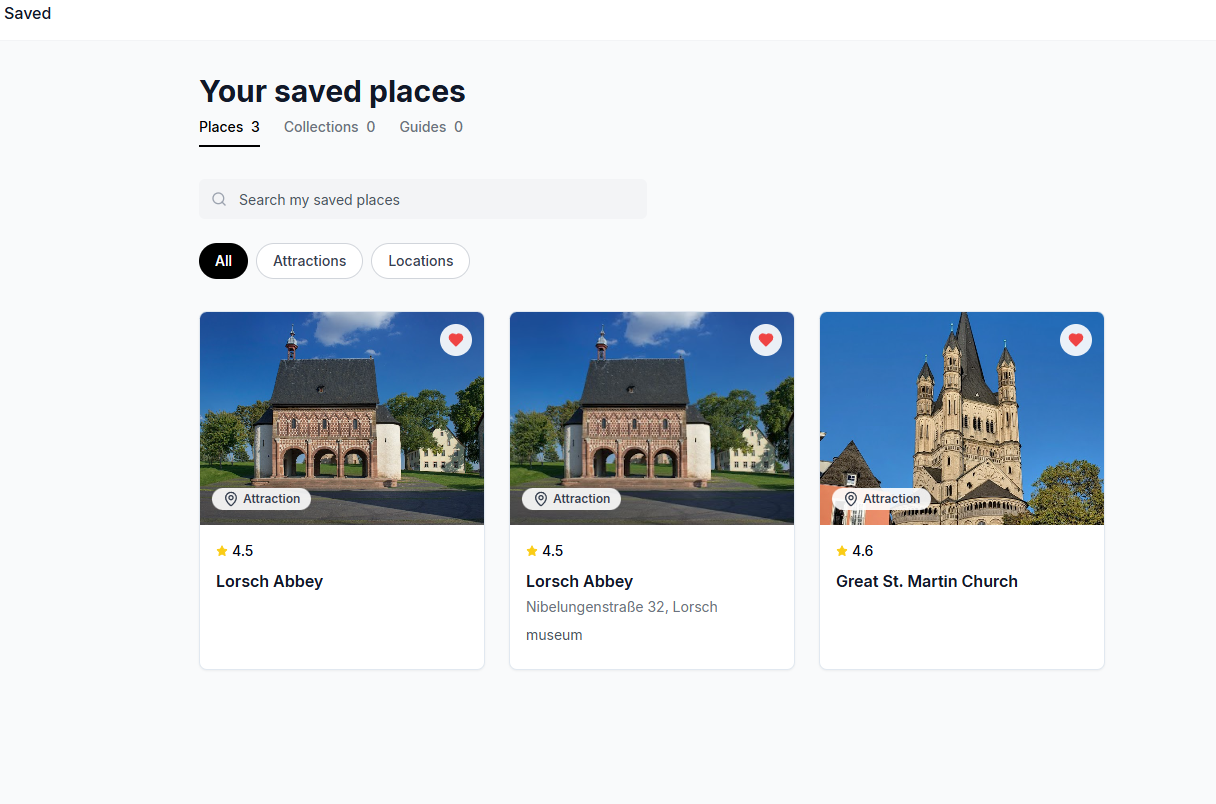 Saved
Your saved places
Places 3 Collections 0 Guides 0
Search my saved places
All Attractions Locations
Attraction Attraction Attraction
4.5 4.5 4.6
Lorsch Abbey Lorsch Abbey Great St. Martin Church
Nibelungenstraße 32, Lorsch
museum